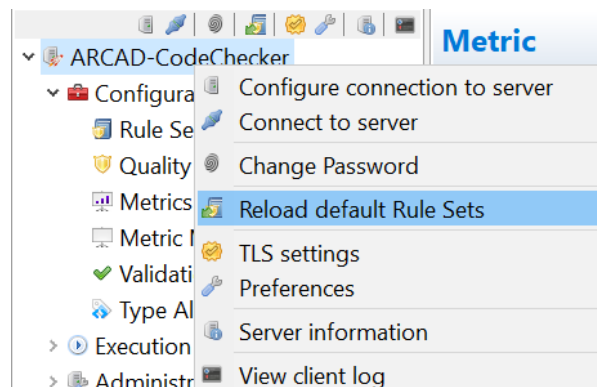 Metric
ARCAD-CodeChecker
Configura
Configure connection to server
Rule Se
Connect to server
Quality
Change Password
Metrics
Reload default Rule Sets
Metric
TLS settings
Validati
Preferences
Type Al
Server information
Execution
View client log
Administr